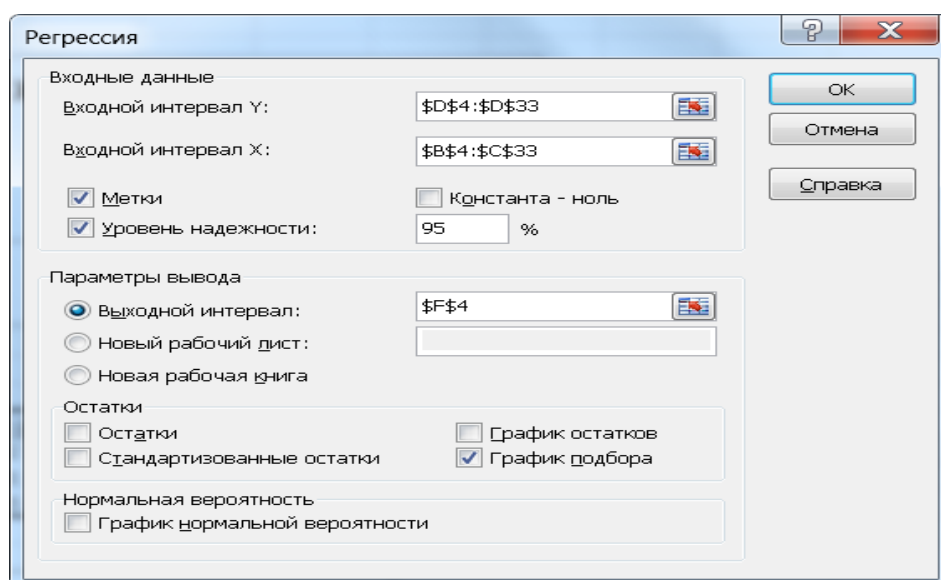 Регрессия
Входные данные
Входной интервал Y: $D$4:$D$33
Входной интервал X: $B$4:$C$33
Метки Константа - ноль
Уровень надежности: 95 %
OK
Отмена
Справка
Параметры вывода
Выходной интервал: $F$4
Новый рабочий лист:
Новая рабочая книга
Остатки
Остатки График остатков
Стандартизованные остатки График подбора
Нормальная вероятность
График нормальной вероятности